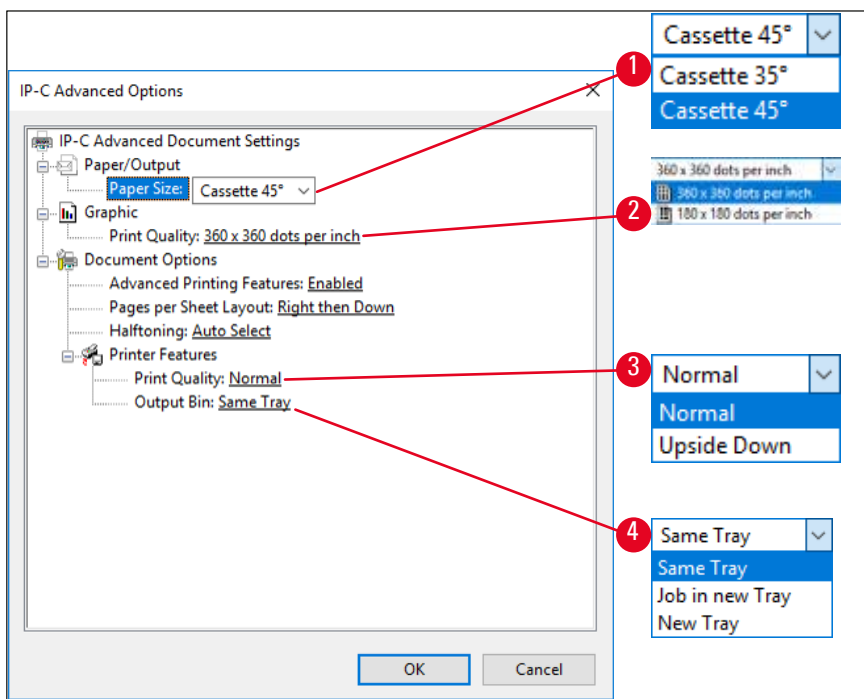 IP-C Advanced Options
IP-C Advanced Document Settings
Paper/Output
Paper Size: Cassette 45°
Graphic
Print Quality: 360 x 360 dots per inch
Document Options
Advanced Printing Features: Enabled
Pages per Sheet Layout: Right then Down
Halftoning: Auto Select
Printer Features
Print Quality: Normal
Output Bin: Same Tray
OK Cancel
1
Cassette 45°
Cassette 35°
Cassette 45°
2
360 x 360 dots per inch
360 x 360 dots per inch
180 x 180 dots per inch
3
Normal
Normal
Upside Down
4
Same Tray
Same Tray
Job in new Tray
New Tray